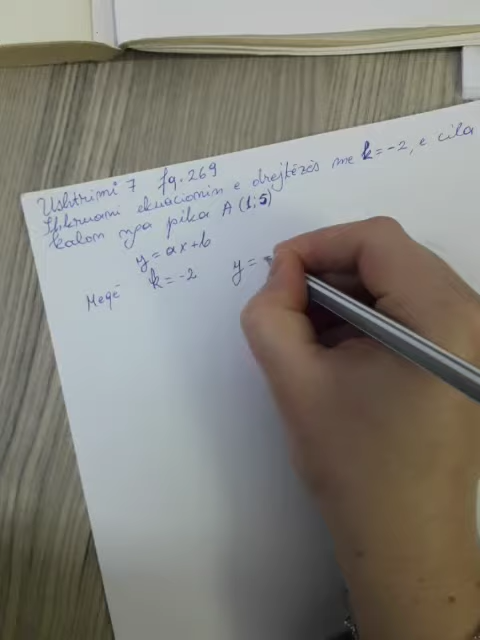 Ushtrimi 7 fq. 269
Shkruani ekuacionin e drejtëzës me k = -2, e cila
kalon nga pika A (1; 5)
y = ax + b
Meqë k = -2 y =